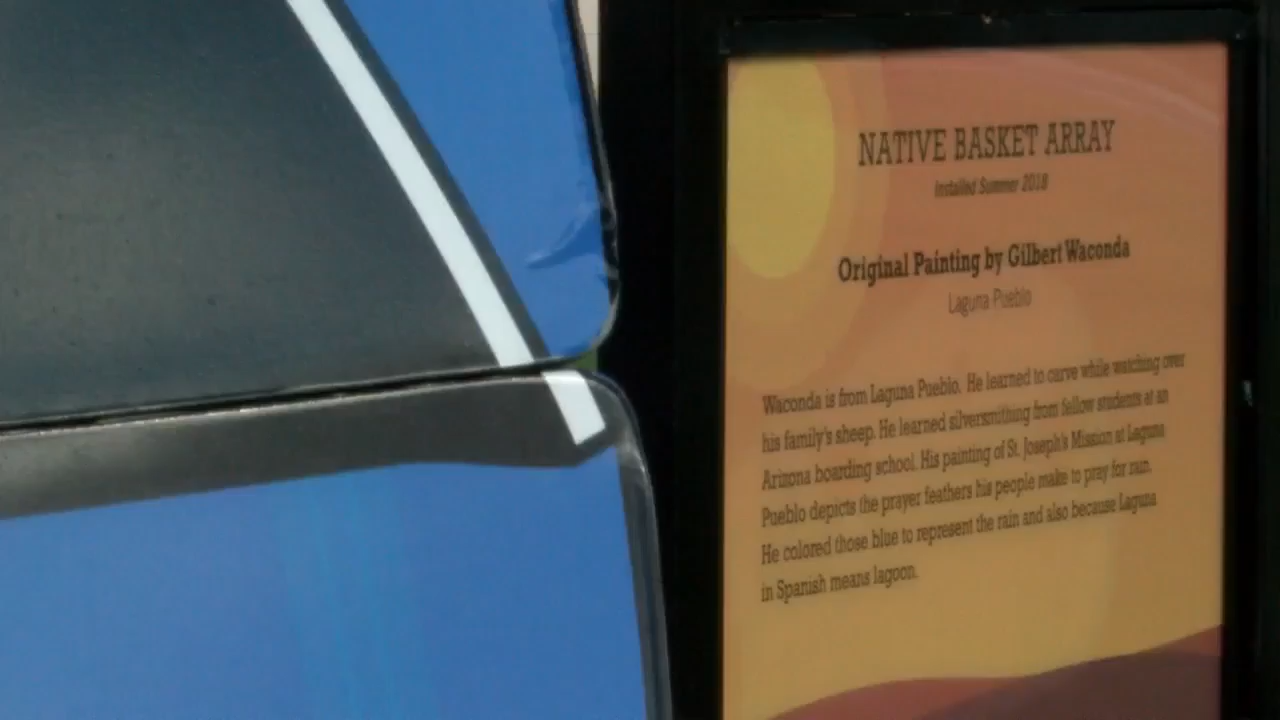 NATIVE BASKET ARRAY
Installed Summer 2018
Original Painting by Gilbert Waconda
Laguna Pueblo
Waconda is from Laguna Pueblo. He learned to carve while watching over
his family's sheep. He learned silversmithing from fellow students at an
Arizona boarding school. His painting of St. Joseph's Mission at Laguna
Pueblo depicts the prayer feathers his people make to pray for rain.
He colored those blue to represent the rain and also because Laguna
in Spanish means lagoon.